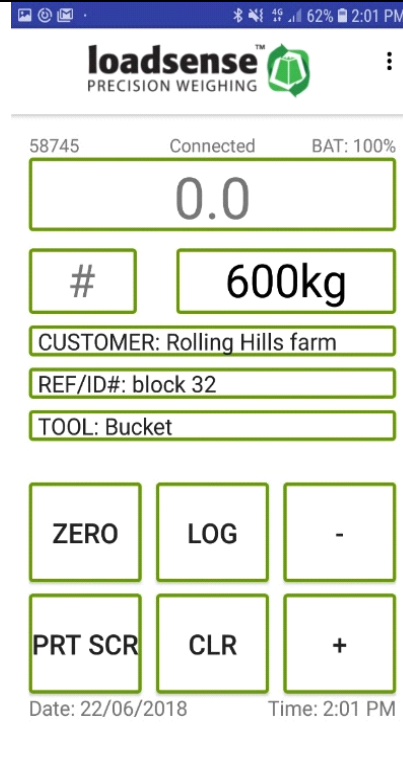 4G 62% 2:01 PM
loadsense™
PRECISION WEIGHING
58745 Connected BAT: 100%
0.0
# 600kg
CUSTOMER: Rolling Hills farm
REF/ID#: block 32
TOOL: Bucket
ZERO LOG -
PRT SCR CLR +
Date: 22/06/2018 Time: 2:01 PM